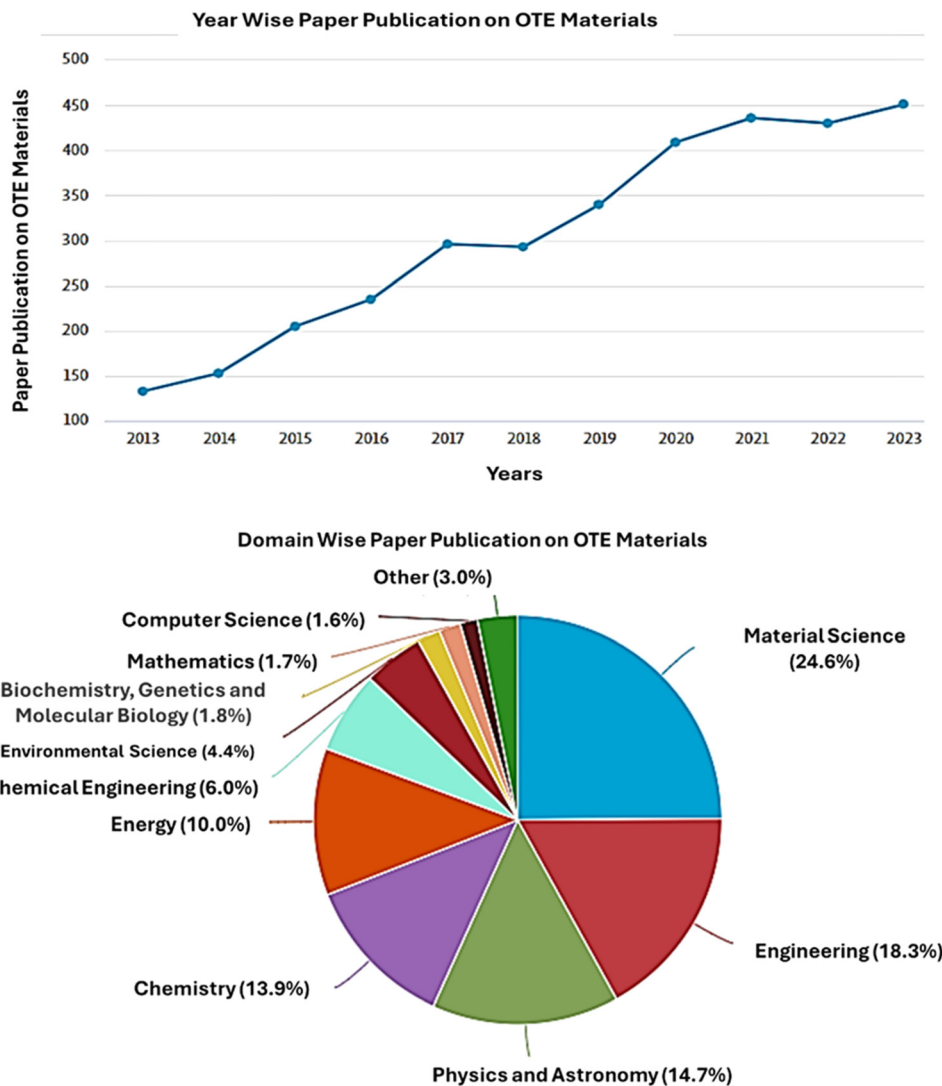 Year Wise Paper Publication on OTE Materials
Paper Publication on OTE Materials
500
450
400
350
300
250
200
150
100
2013 2014 2015 2016 2017 2018 2019 2020 2021 2022 2023
Years
Domain Wise Paper Publication on OTE Materials
Other (3.0%)
Computer Science (1.6%)
Material Science
(24.6%)
Mathematics (1.7%)
Biochemistry, Genetics and
Molecular Biology (1.8%)
Environmental Science (4.4%)
hemical Engineering (6.0%)
Energy (10.0%)
Engineering (18.3%)
Chemistry (13.9%)
Physics and Astronomy (14.7%)